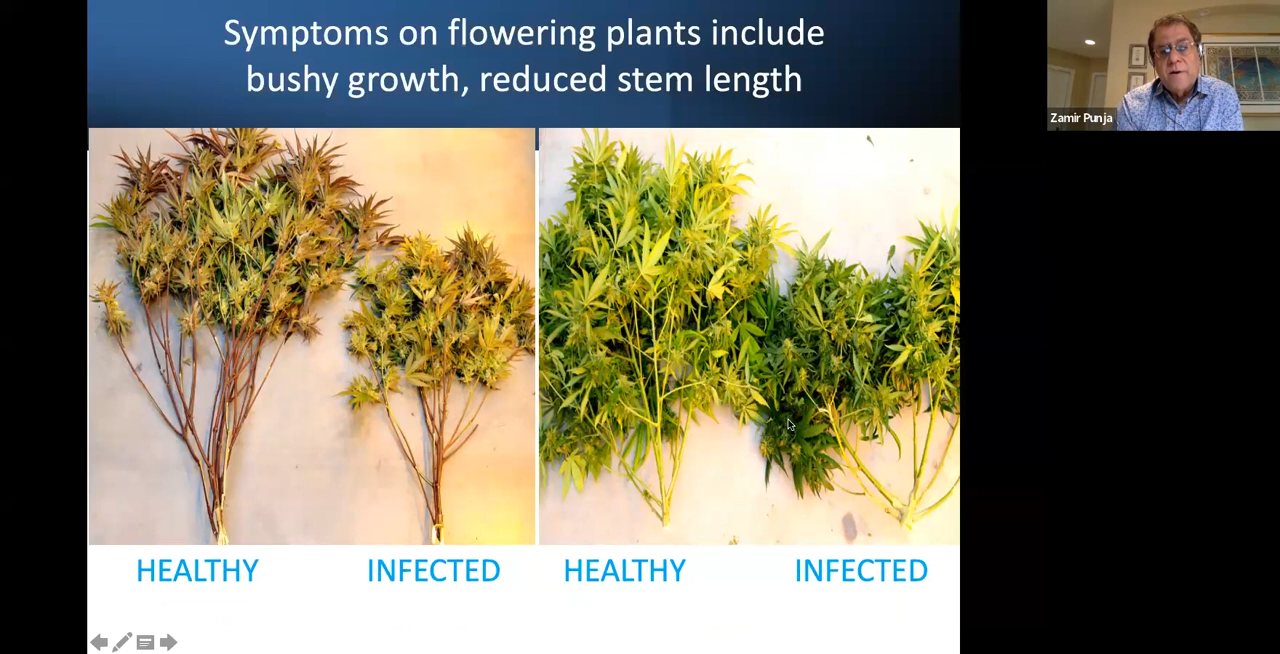 Symptoms on flowering plants include
bushy growth, reduced stem length
Zamir Punja
HEALTHY INFECTED HEALTHY INFECTED